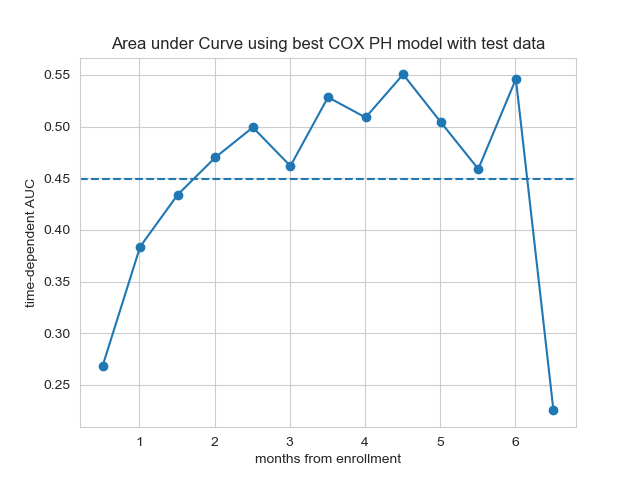 Area under Curve using best COX PH model with test data
0.55
0.50
0.45
0.40
0.35
0.30
0.25
time-dependent AUC
1 2 3 4 5 6
months from enrollment